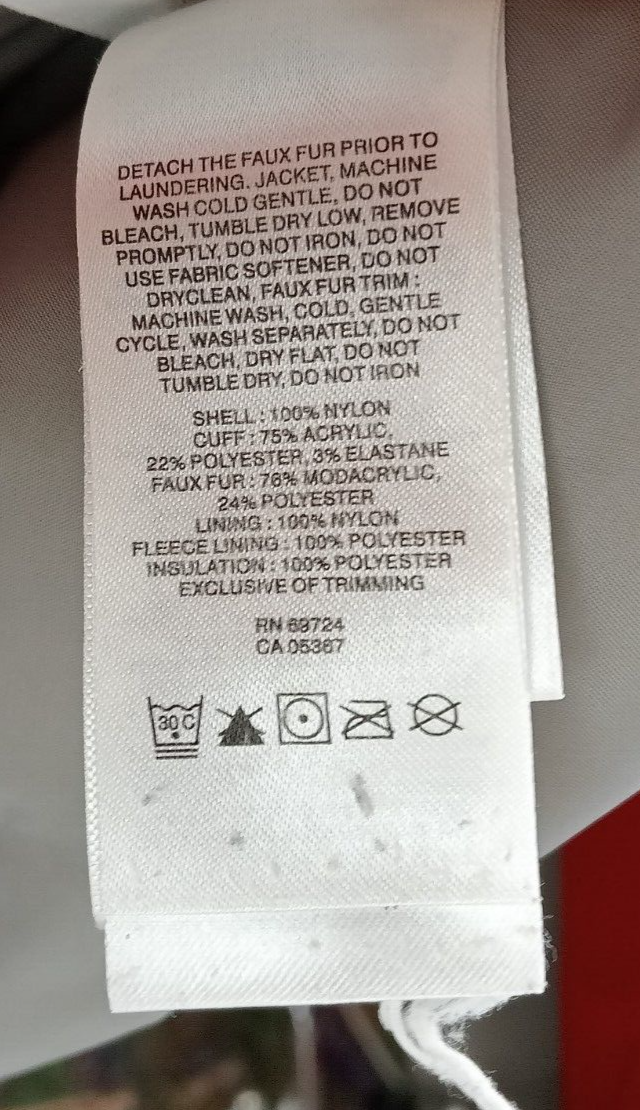 DETACH THE FAUX FUR PRIOR TO
LAUNDERING. JACKET, MACHINE
WASH COLD GENTLE, DO NOT
BLEACH, TUMBLE DRY LOW, REMOVE
PROMPTLY, DO NOT IRON, DO NOT
USE FABRIC SOFTENER, DO NOT
DRYCLEAN, FAUX FUR TRIM :
MACHINE WASH, COLD, GENTLE
CYCLE, WASH SEPARATELY, DO NOT
BLEACH, DRY FLAT, DO NOT
TUMBLE DRY, DO NOT IRON
SHELL : 100% NYLON
CUFF : 75% ACRYLIC,
22% POLYESTER, 3% ELASTANE
FAUX FUR : 76% MODACRYLIC,
24% POLYESTER
LINING : 100% NYLON
FLEECE LINING : 100% POLYESTER
INSULATION : 100% POLYESTER
EXCLUSIVE OF TRIMMING
RN 69724
CA 05367
30 C